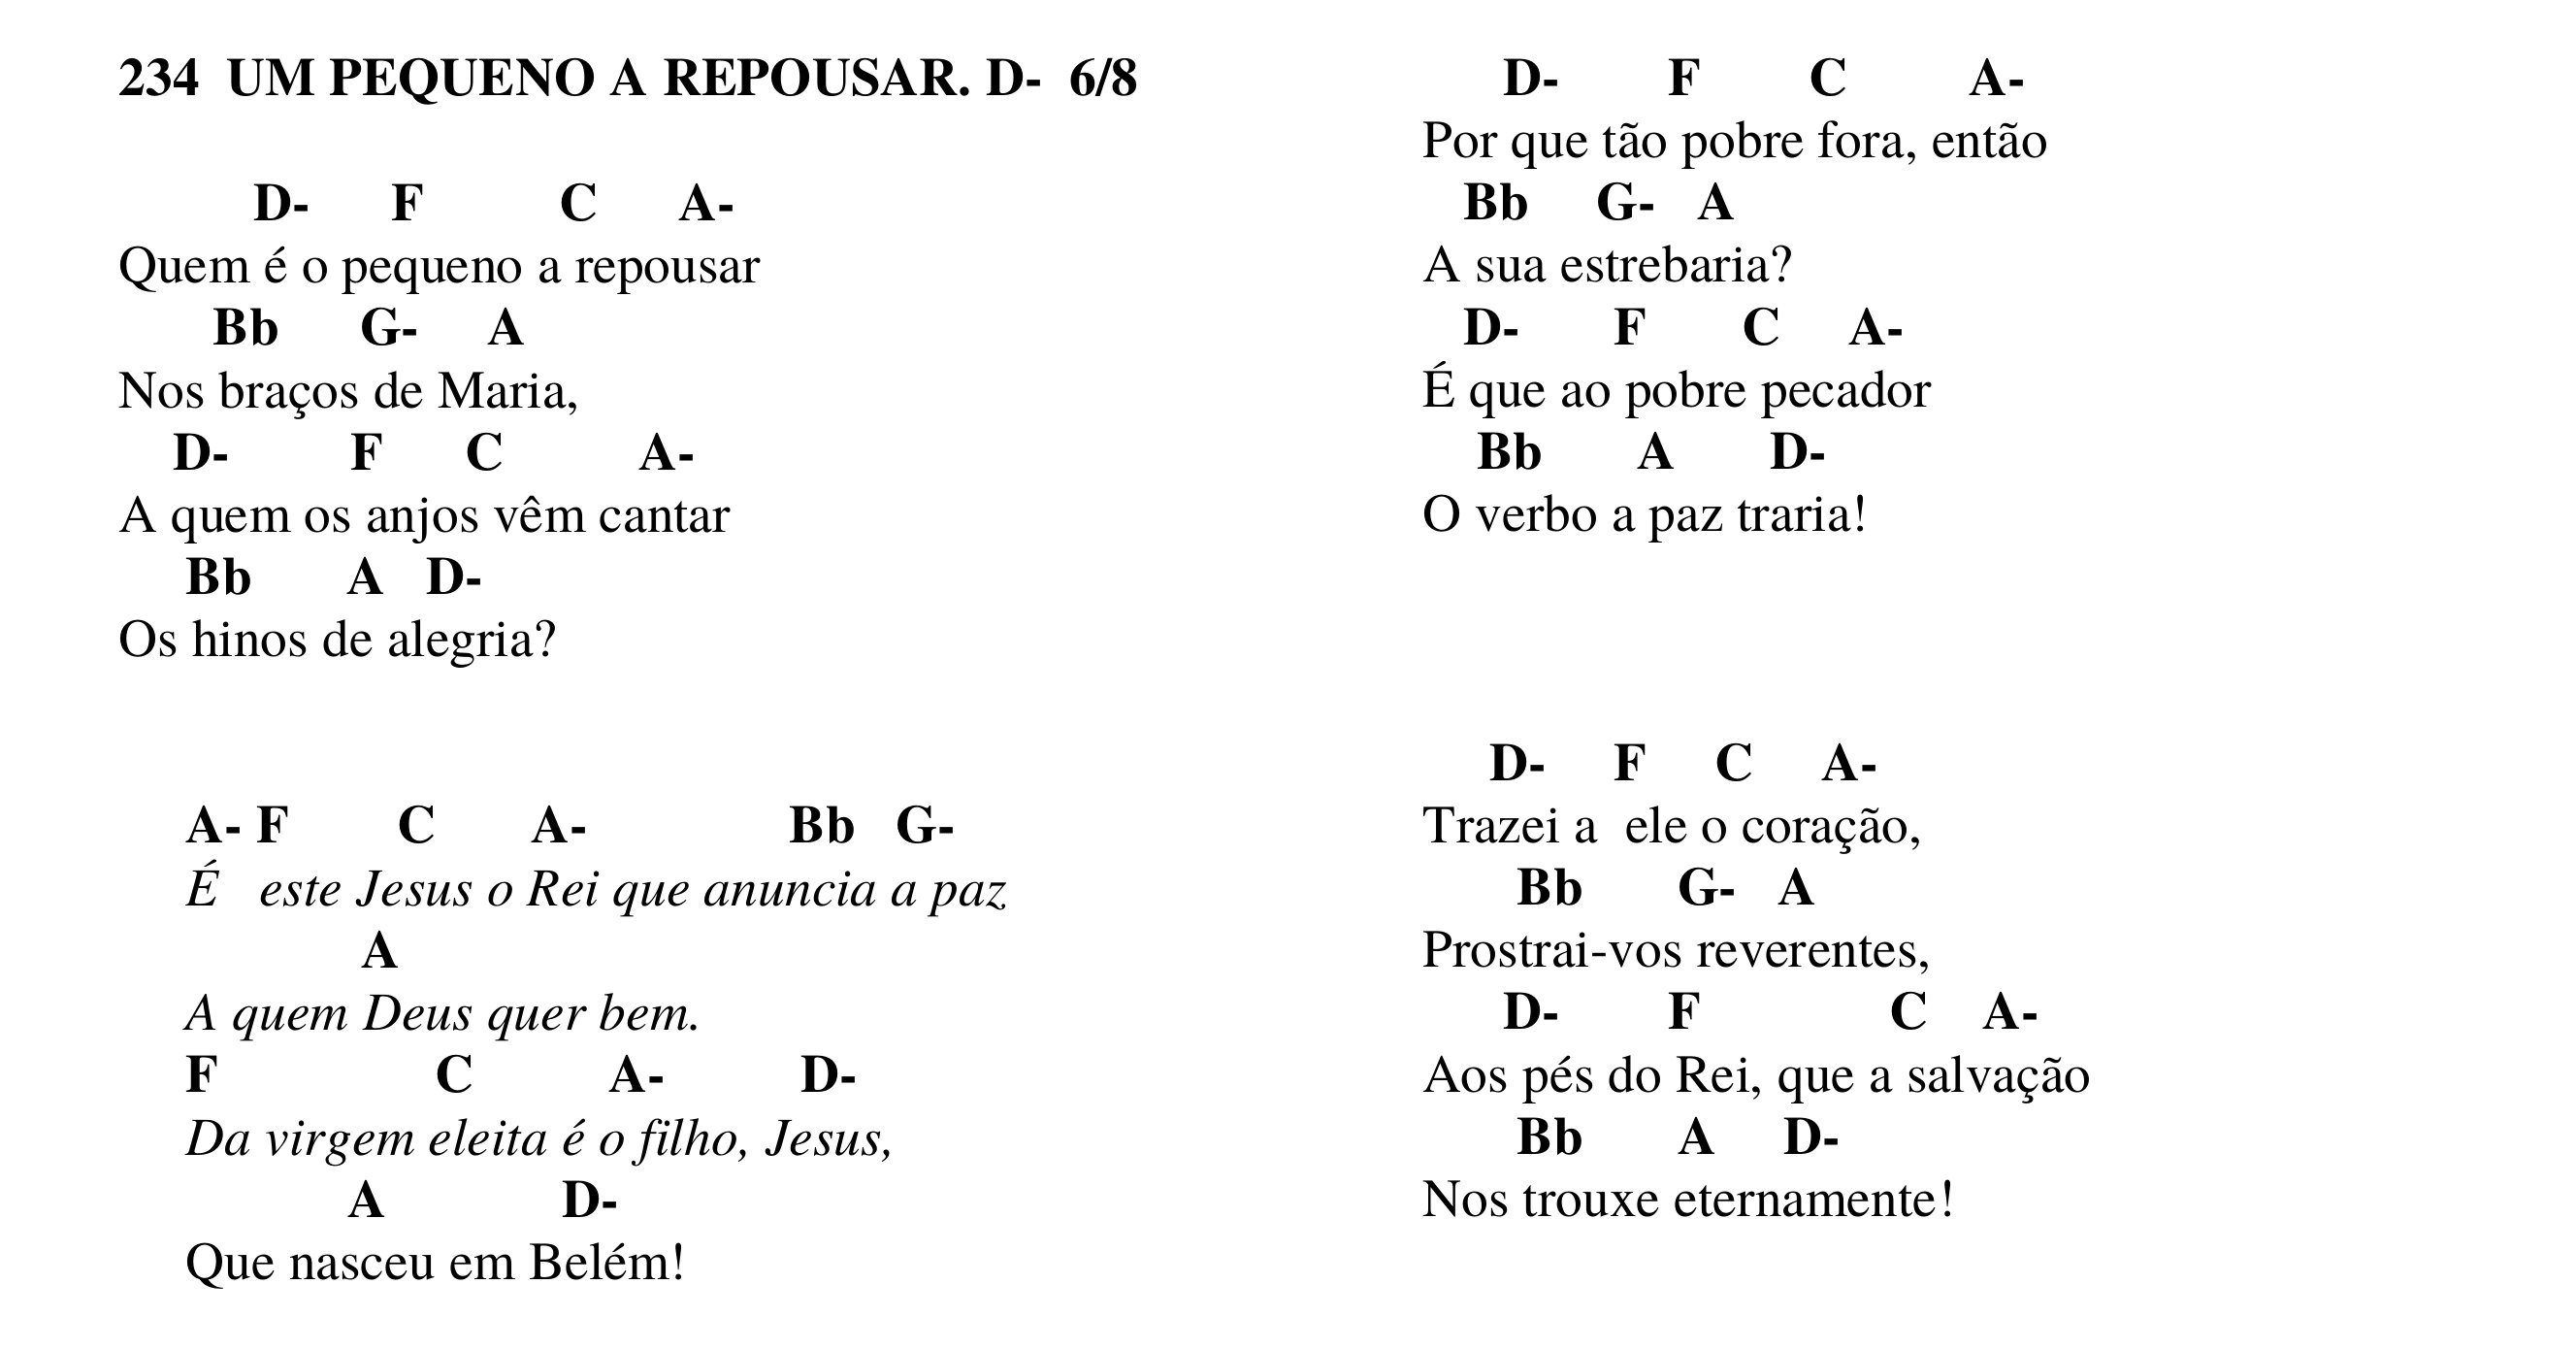 234  UM PEQUENO A REPOUSAR. D-  6/8
D- F C A-
Quem é o pequeno a repousar
Bb G- A
Nos braços de Maria,
D- F C A-
A quem os anjos vêm cantar
Bb A D-
Os hinos de alegria?
A- F C A- Bb G-
É este Jesus o Rei que anuncia a paz
A
A quem Deus quer bem.
F C A- D-
Da virgem eleita é o filho, Jesus,
A D-
Que nasceu em Belém!
D- F C A-
Por que tão pobre fora, então
Bb G- A
A sua estrebaria?
D- F C A-
É que ao pobre pecador
Bb A D-
O verbo a paz traria!
D- F C A-
Trazei a  ele o coração,
Bb G- A
Prostrai-vos reverentes,
D- F C A-
Aos pés do Rei, que a salvação
Bb A D-
Nos trouxe eternamente!